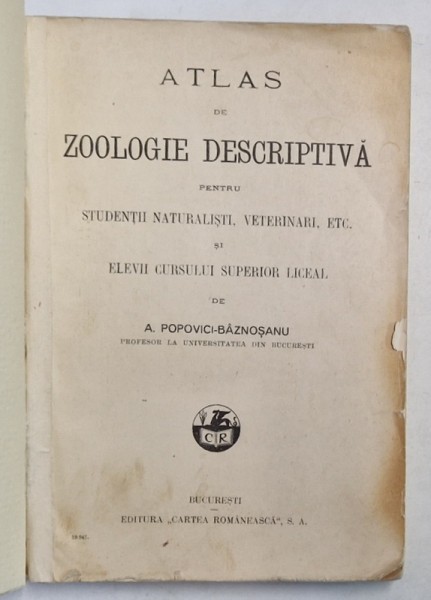 ATLAS
DE
ZOOLOGIE DESCRIPTIVĂ
PENTRU
STUDENȚII NATURALIȘTI, VETERINARI, ETC.
ȘI
ELEVII CURSULUI SUPERIOR LICEAL
DE
A. POPOVICI-BÂZNOȘANU
PROFESOR LA UNIVERSITATEA DIN BUCUREȘTI
C R
BUCUREȘTI
EDITURA „CARTEA ROMÂNEASCĂ“, S. A.